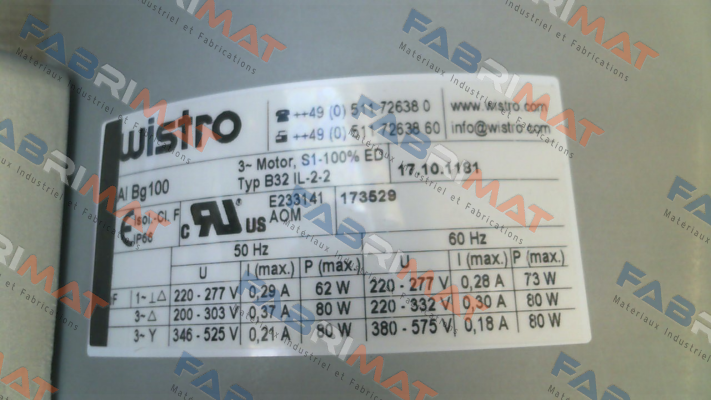 wistro
++49 (0) 511 72638 0
www.wistro.com
++49 (0) 511 72638 60
info@wistro.com
AI Bg100
3~ Motor, S1-100% ED
17.10.1181
Typ B32 IL-2-2
Isol.-Cl. F
IP66
c RU ® US
E233141
AOM
173529
50 Hz 60 Hz
U I (max.) P (max.) U I (max.) P (max.)
F 1~⊥△ 220 - 277 V 0,29 A 62 W 220 - 277 V 0,28 A 73 W
3~△ 200 - 303 V 0,37 A 80 W 220 - 332 V 0,30 A 80 W
3~ Y 346 - 525 V 0,21 A 80 W 380 - 575 V 0,18 A 80 W
FABRIMAT
Materiaux Industriel et Fabrications